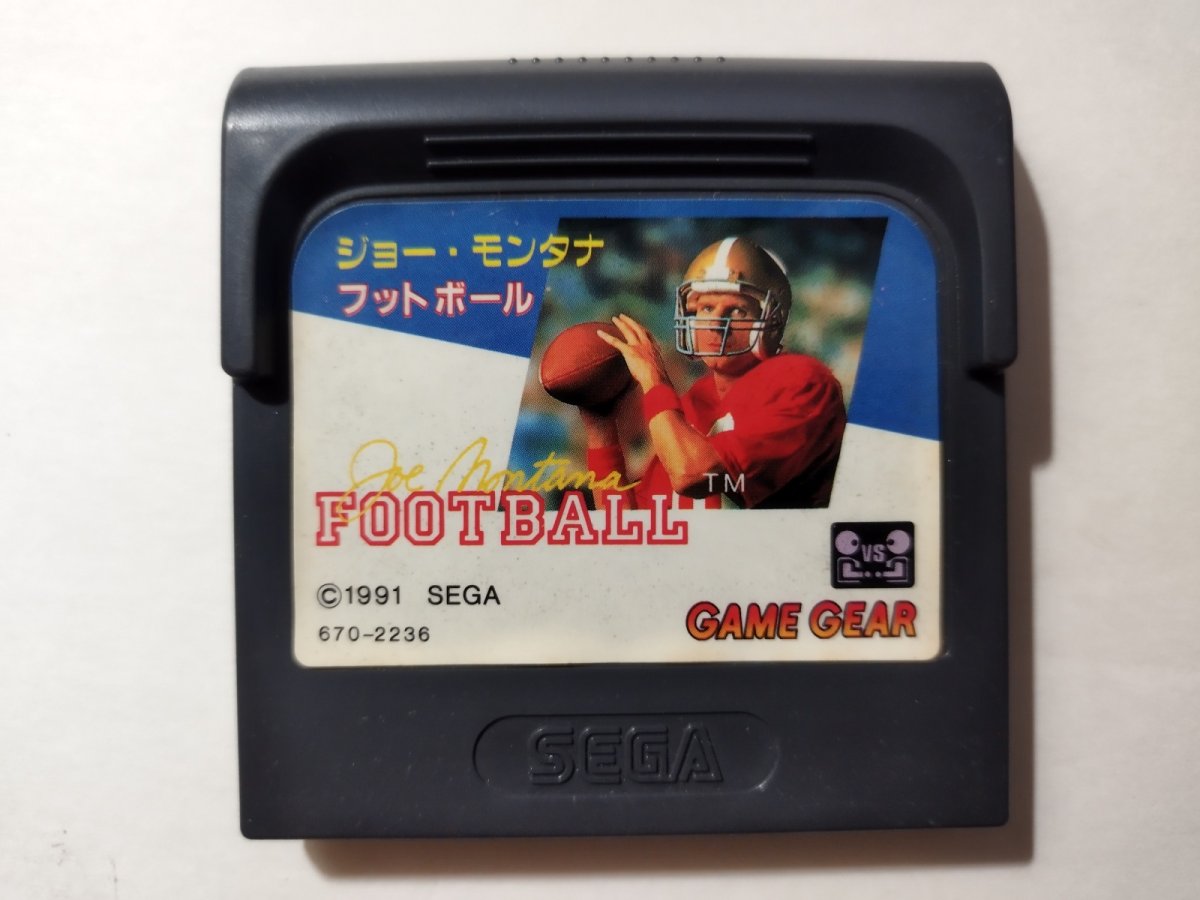 ジョー・モンタナ
フットボール
Joe Montana
FOOTBALL
TM
VS
©1991 SEGA
670-2236
GAME GEAR
SEGA